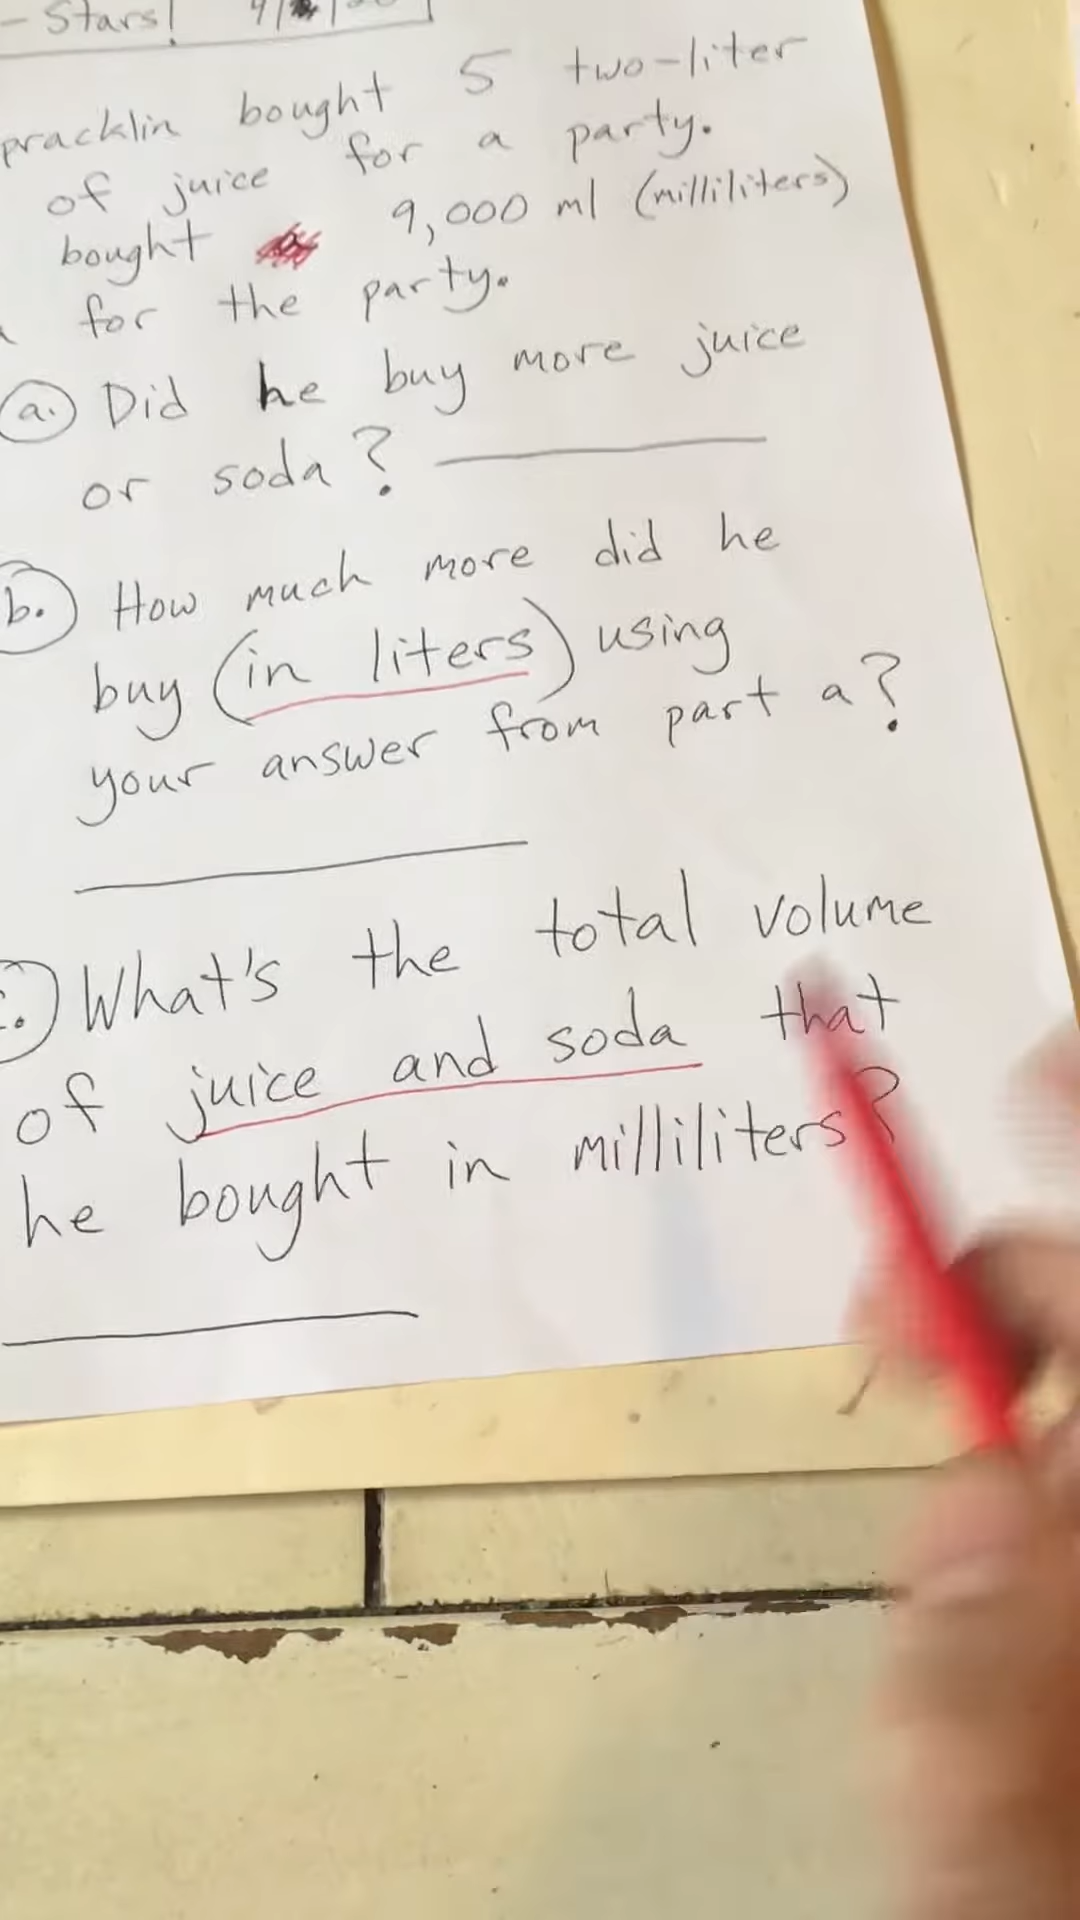 - Stars!
pracklin bought 5 two-liter
of juice for a party.
bought 9,000 ml (milliliters)
for the party.
a. Did he buy more juice
or soda?
b. How much more did he
buy (in liters) using
your answer from part a?
c. What's the total volume
of juice and soda that
he bought in milliliters?